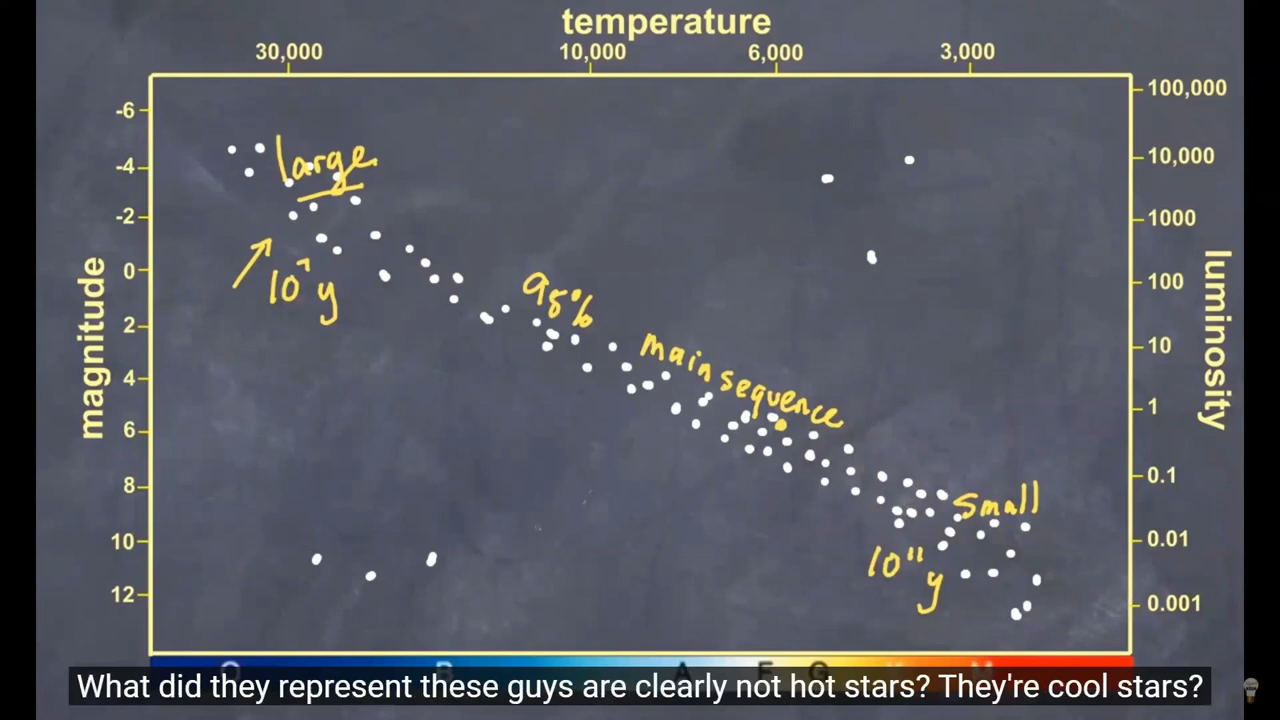 temperature
30,000 10,000 6,000 3,000
magnitude
-6
-4
-2
0
2
4
6
8
10
12
100,000
10,000
1000
100
10
1
0.1
0.01
0.001
luminosity
large
10⁷ y
98%
main sequence
small
10¹¹ y
O B A F G K M
What did they represent these guys are clearly not hot stars? They're cool stars?